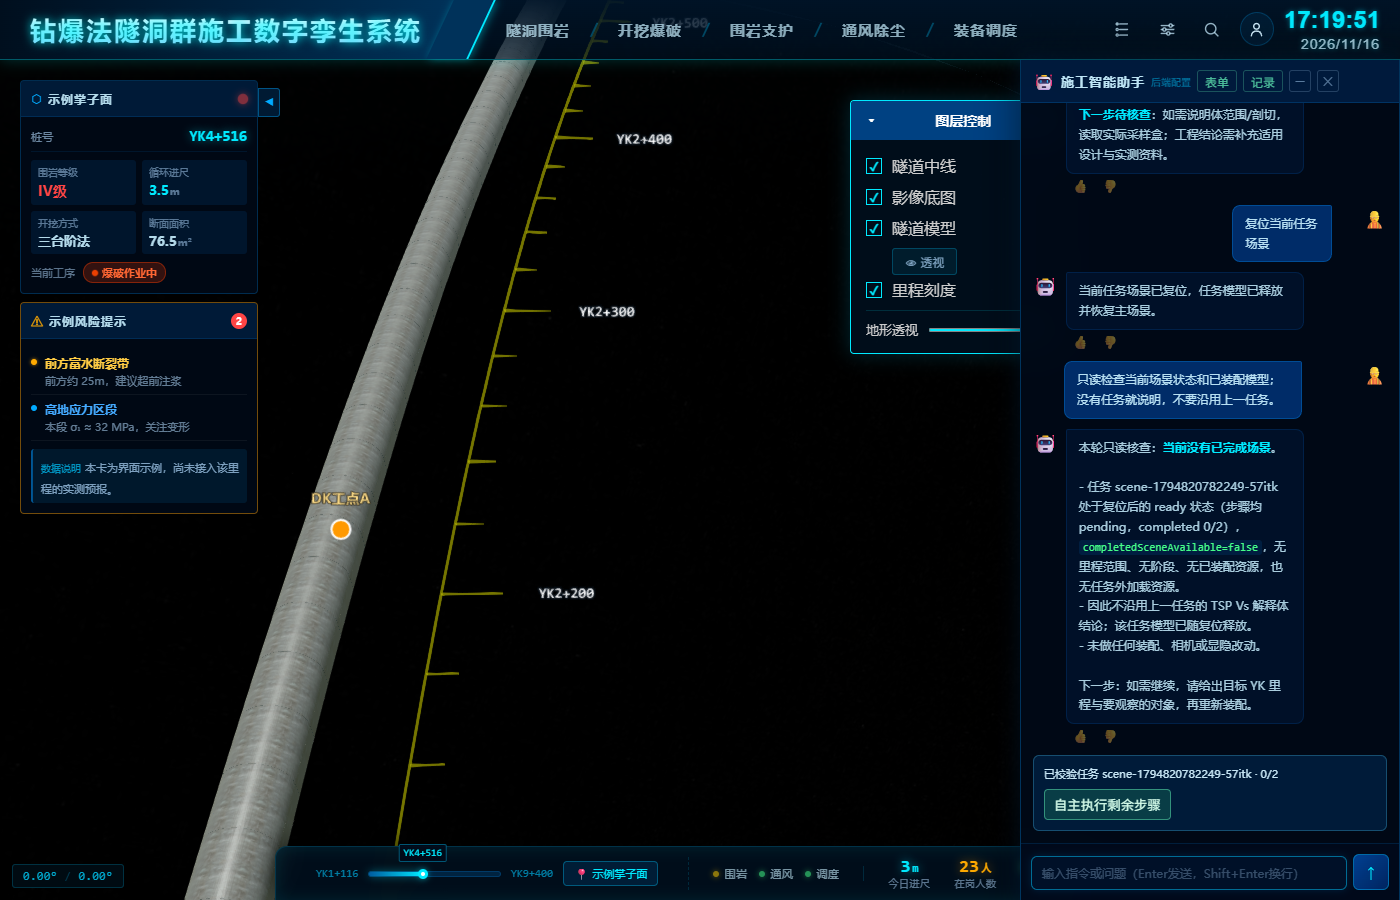 钻爆法隧洞群施工数字孪生系统
隧洞围岩 / 开挖爆破 / 围岩支护 / 通风除尘 / 装备调度
17:19:51
2026/11/16
示例掌子面
桩号 YK4+516
围岩等级 循环进尺
IV级 3.5m
开挖方式 断面面积
三台阶法 76.5m²
当前工序 爆破作业中
示例风险提示 2
前方富水断裂带
前方约 25m，建议超前注浆
高地应力区段
本段 σ₁ ≈ 32 MPa，关注变形
数据说明 本卡为界面示例，尚未接入该里
程的实测预报。
YK2+500
YK2+400
YK2+300
DK工点A
YK2+200
图层控制
隧道中线
影像底图
隧道模型
透视
里程刻度
地形透视
施工智能助手 后端配置 表单 记录
下一步待核查：如需说明体范围/剖切，
读取实际采样盒；工程结论需补充适用
设计与实测资料。
复位当前任务
场景
当前任务场景已复位，任务模型已释放
并恢复主场景。
只读检查当前场景状态和已装配模型；
没有任务就说明，不要沿用上一任务。
本轮只读核查：当前没有已完成场景。
- 任务 scene-1794820782249-57itk
处于复位后的 ready 状态（步骤均
pending，completed 0/2），
completedSceneAvailable=false，无
里程范围、无阶段、无已装配资源，也
无任务外加载资源。
- 因此不沿用上一任务的 TSP Vs 解释体
结论；该任务模型已随复位释放。
- 未做任何装配、相机或显隐改动。
下一步：如需继续，请给出目标 YK 里
程与要观察的对象，再重新装配。
已校验任务 scene-1794820782249-57itk · 0/2
自主执行剩余步骤
输入指令或问题（Enter发送，Shift+Enter换行）
0.00° / 0.00°
YK4+516
YK1+116 YK9+400 示例掌子面
围岩 通风 调度
3m
今日进尺
23人
在岗人数